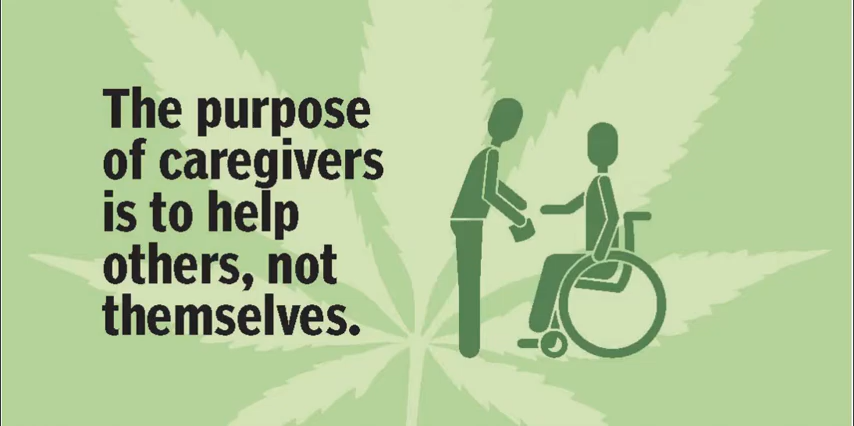 The purpose
of caregivers
is to help
others, not
themselves.